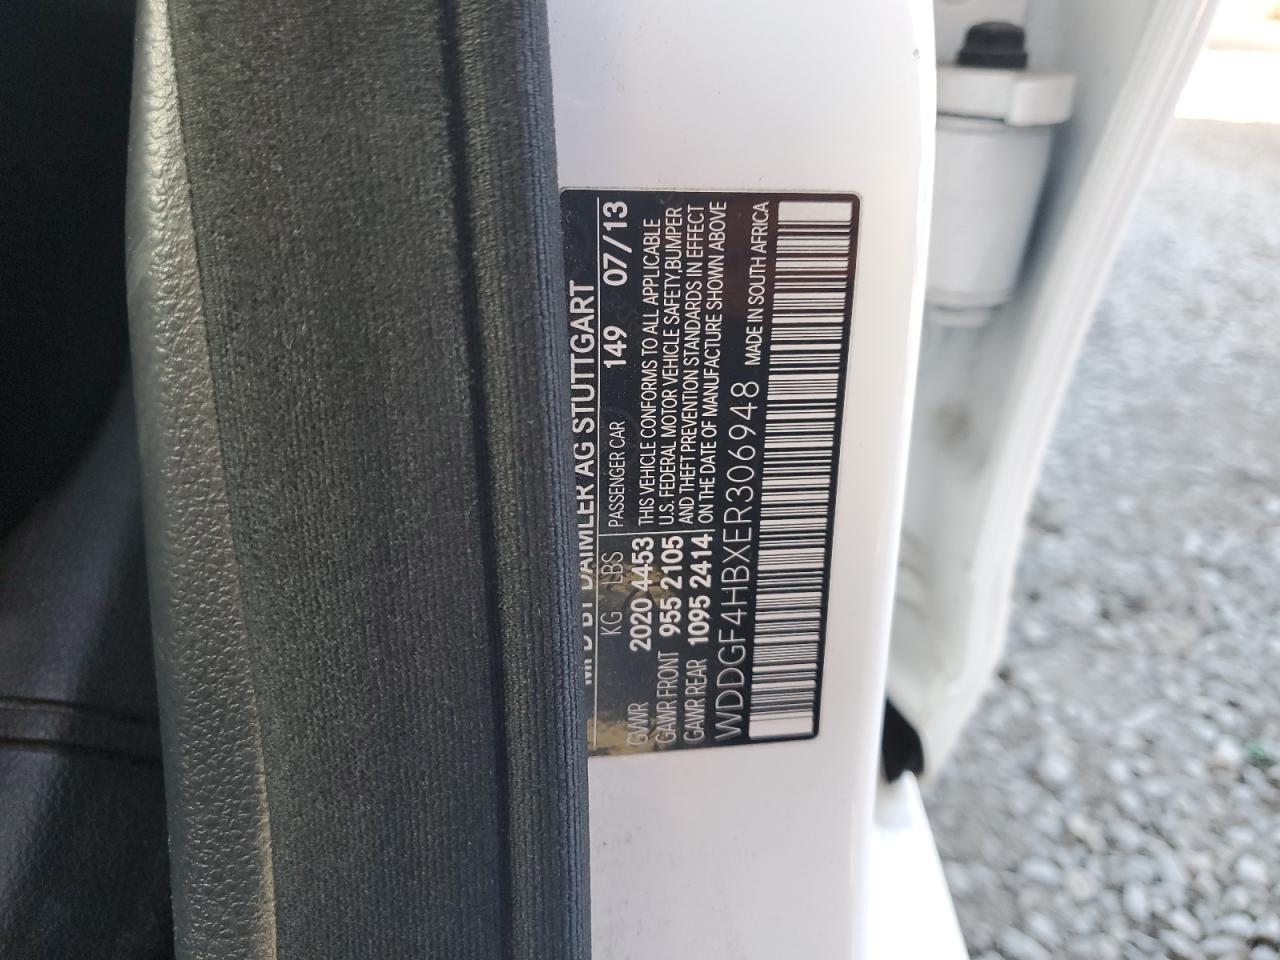 MFD BY DAIMLER AG STUTTGART
KG LBS PASSENGER CAR 149 07/13
GVWR 2020 4453 THIS VEHICLE CONFORMS TO ALL APPLICABLE
GAWR FRONT 955 2105 U.S. FEDERAL MOTOR VEHICLE SAFETY,BUMPER
GAWR REAR 1095 2414 AND THEFT PREVENTION STANDARDS IN EFFECT
ON THE DATE OF MANUFACTURE SHOWN ABOVE
WDDGF4HBXER306948 MADE IN SOUTH AFRICA